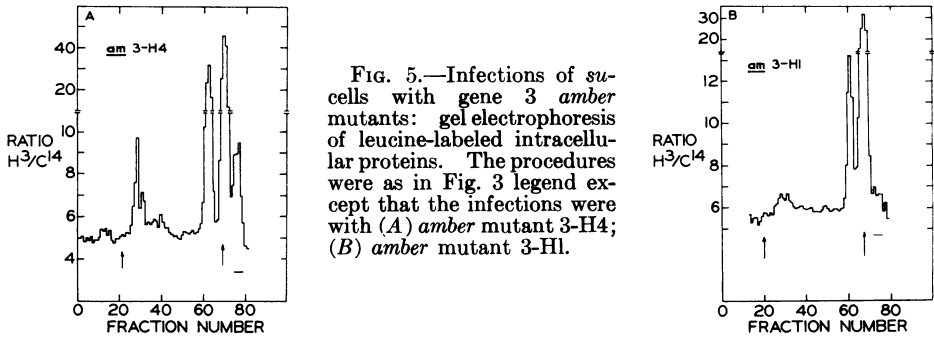 A
am 3-H4
40
20
10
8
6
4
RATIO
H³/C¹⁴
0 20 40 60 80
FRACTION NUMBER
FIG. 5.—Infections of su-
cells with gene 3 amber
mutants: gel electrophoresis
of leucine-labeled intracellu-
lar proteins. The procedures
were as in Fig. 3 legend ex-
cept that the infections were
with (A) amber mutant 3-H4;
(B) amber mutant 3-Hl.
B
am 3-HI
30
20
12
10
8
6
RATIO
H³/C¹⁴
0 20 40 60 80
FRACTION NUMBER